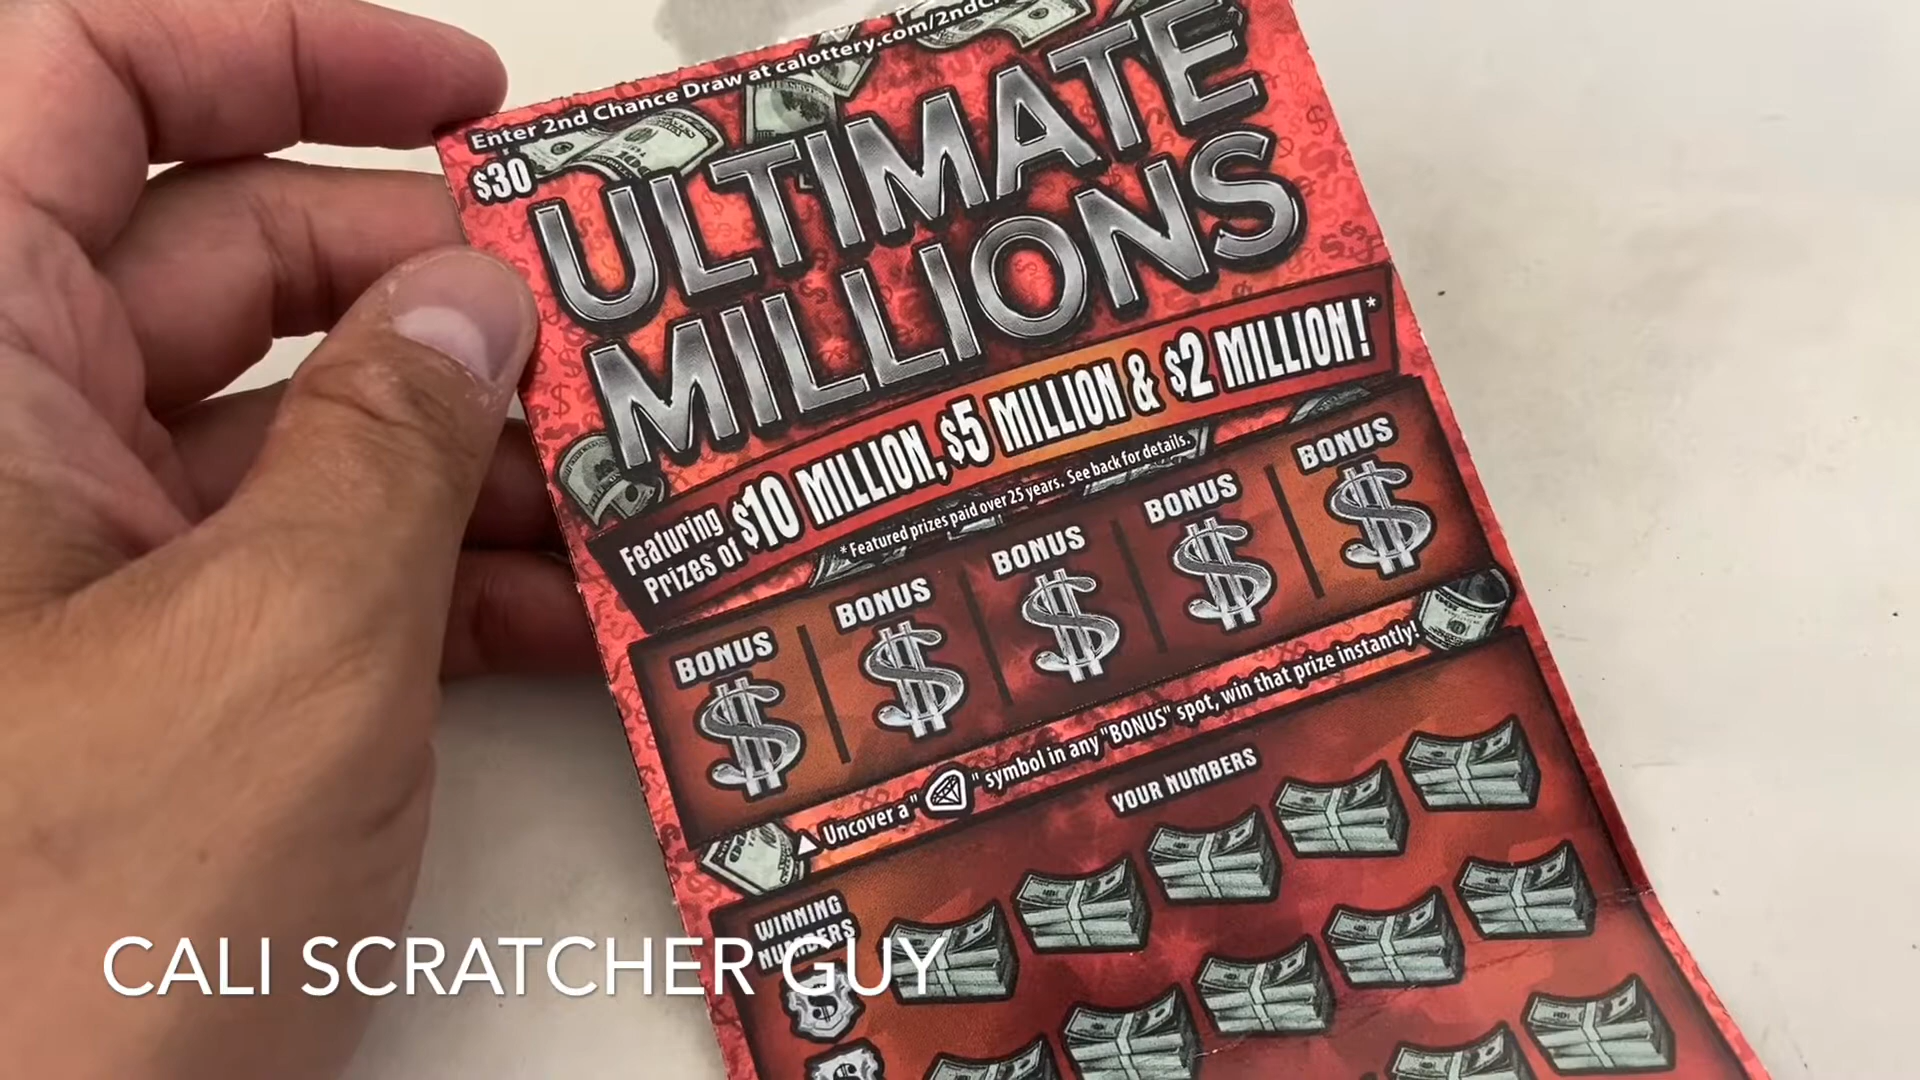 Enter 2nd Chance Draw at calottery.com/2ndC
$30
ULTIMATE
MILLIONS
Featuring
Prizes of $10 MILLION, $5 MILLION & $2 MILLION!*
*Featured prizes paid over 25 years. See back for details.
BONUS BONUS BONUS BONUS BONUS
Uncover a " " symbol in any "BONUS" spot, win that prize instantly!
YOUR NUMBERS
WINNING
NUMBERS
CALI SCRATCHER GUY